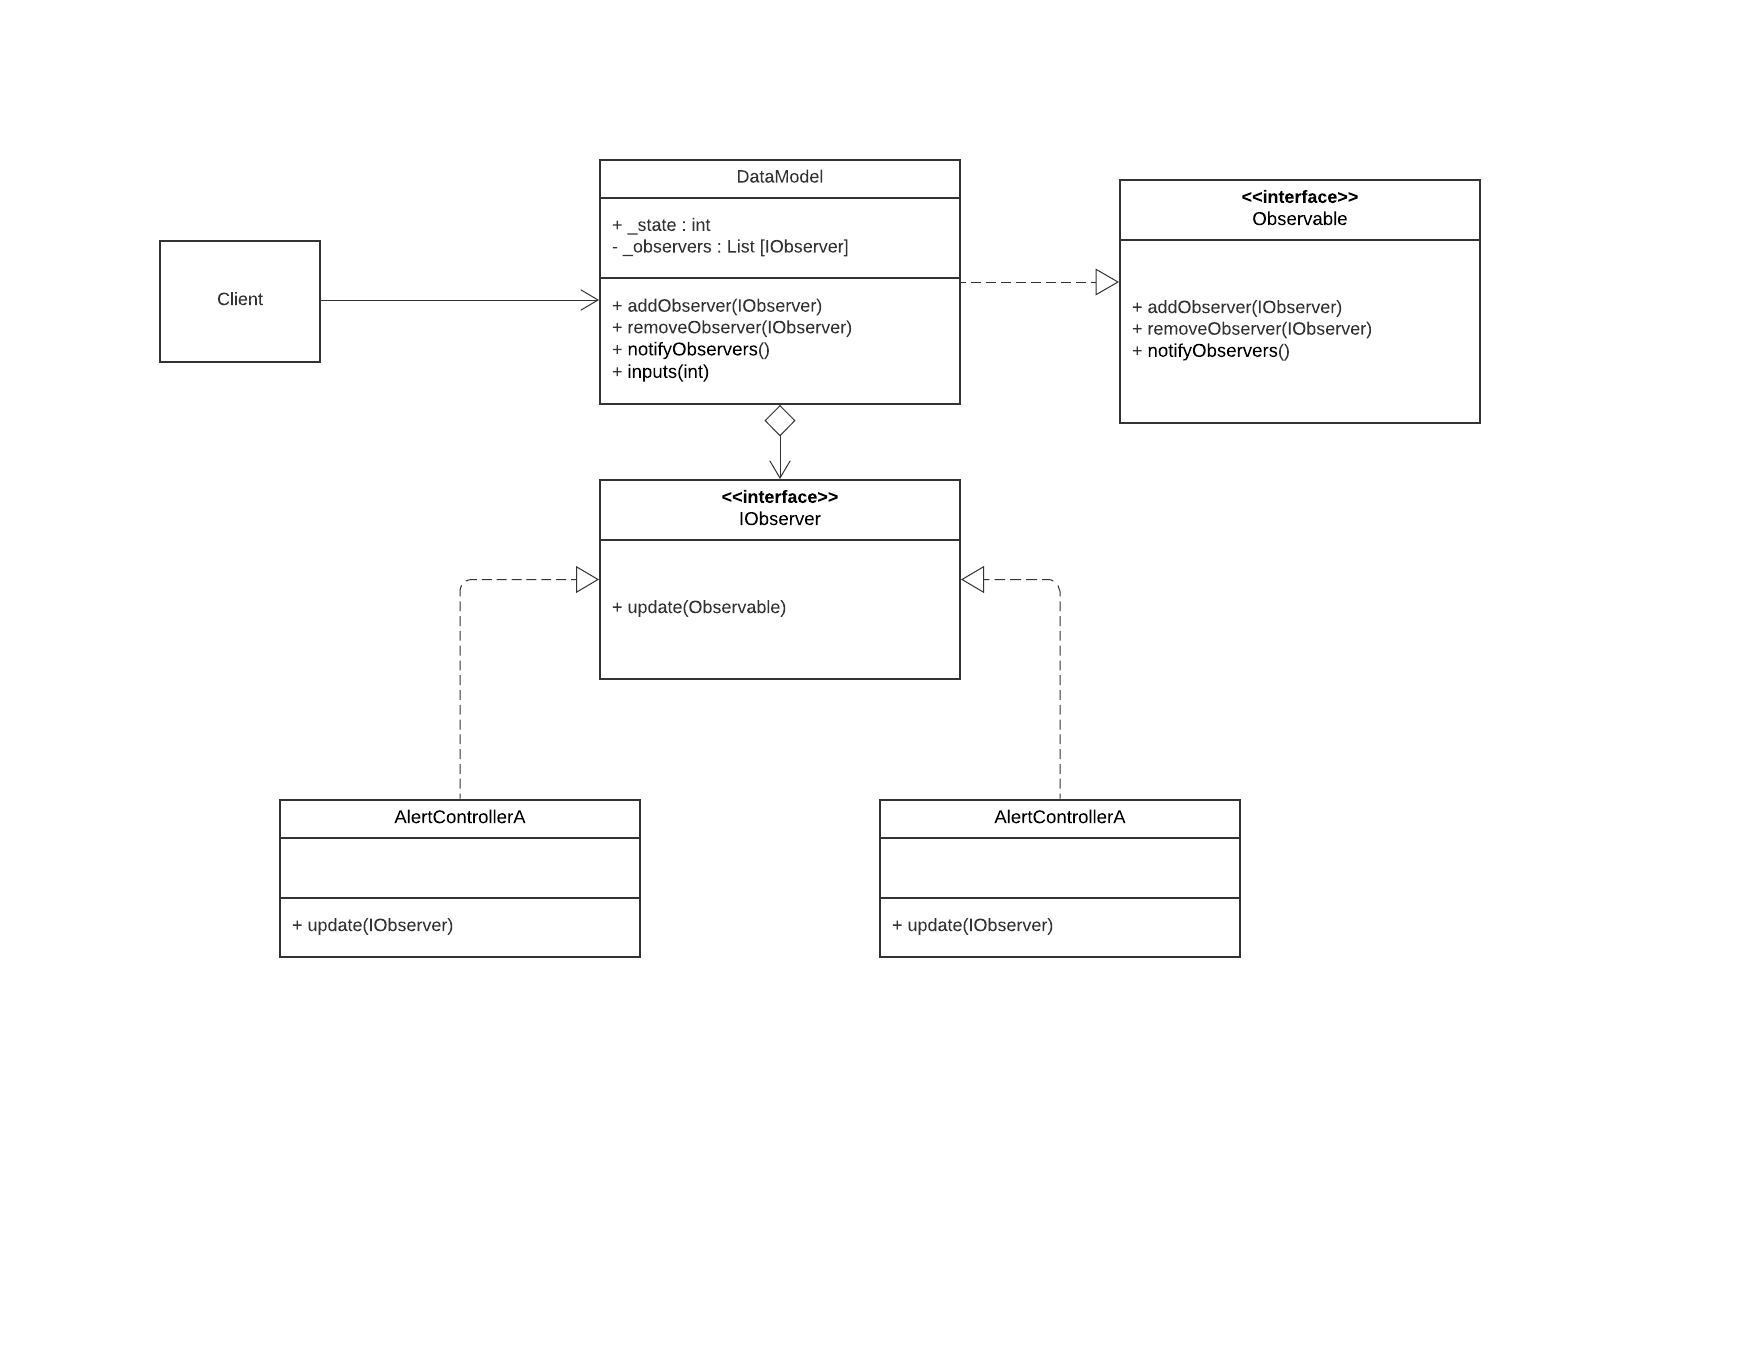 DataModel
+ _state : int
- _observers : List [IObserver]
+ addObserver(IObserver)
+ removeObserver(IObserver)
+ notifyObservers()
+ inputs(int)
<<interface>>
Observable
+ addObserver(IObserver)
+ removeObserver(IObserver)
+ notifyObservers()
Client
<<interface>>
IObserver
+ update(Observable)
AlertControllerA
+ update(IObserver)
AlertControllerA
+ update(IObserver)